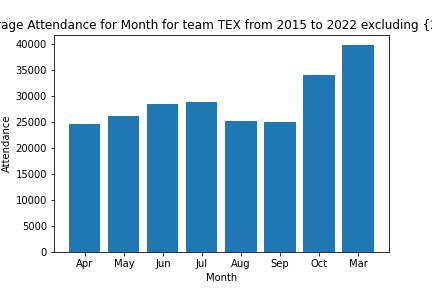 rage Attendance for Month for team TEX from 2015 to 2022 excluding {2
40000
35000
30000
25000
20000
15000
10000
5000
0
Attendance
Apr May Jun Jul Aug Sep Oct Mar
Month